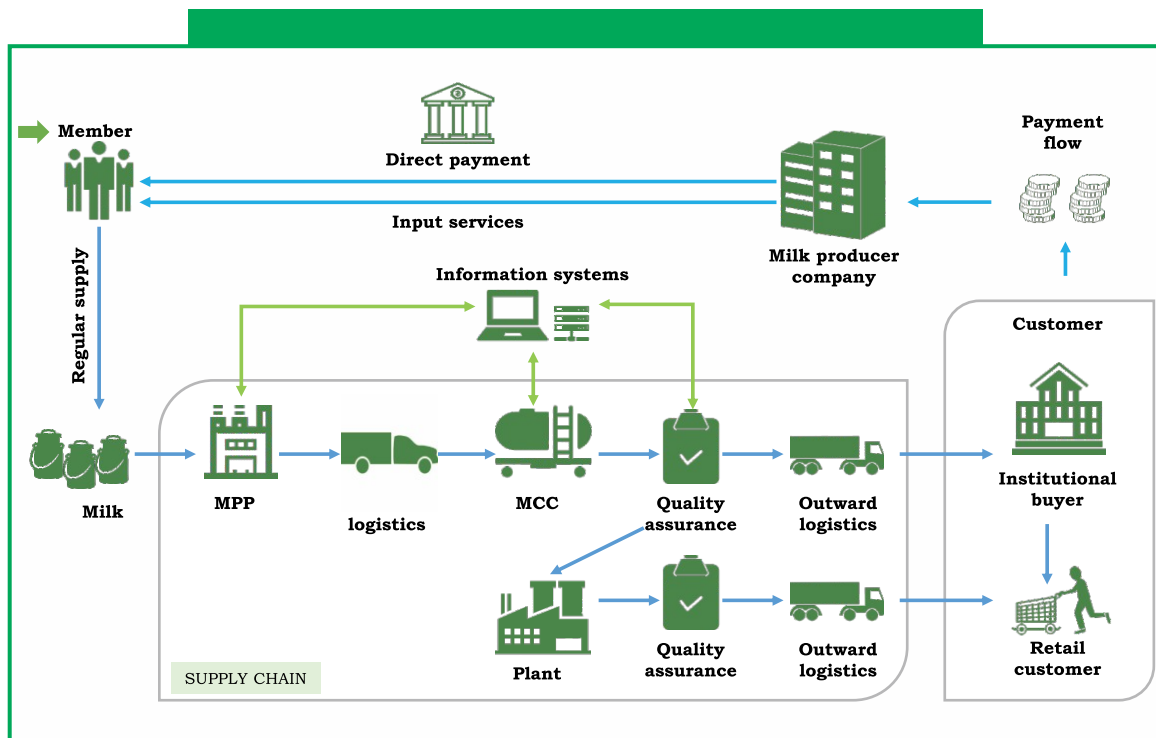 Member
Direct payment
Payment
flow
Input services
Milk producer
company
Regular supply
Information systems
Customer
Milk
MPP
logistics
MCC
Quality
assurance
Outward
logistics
Institutional
buyer
Plant
Quality
assurance
Outward
logistics
Retail
customer
SUPPLY CHAIN